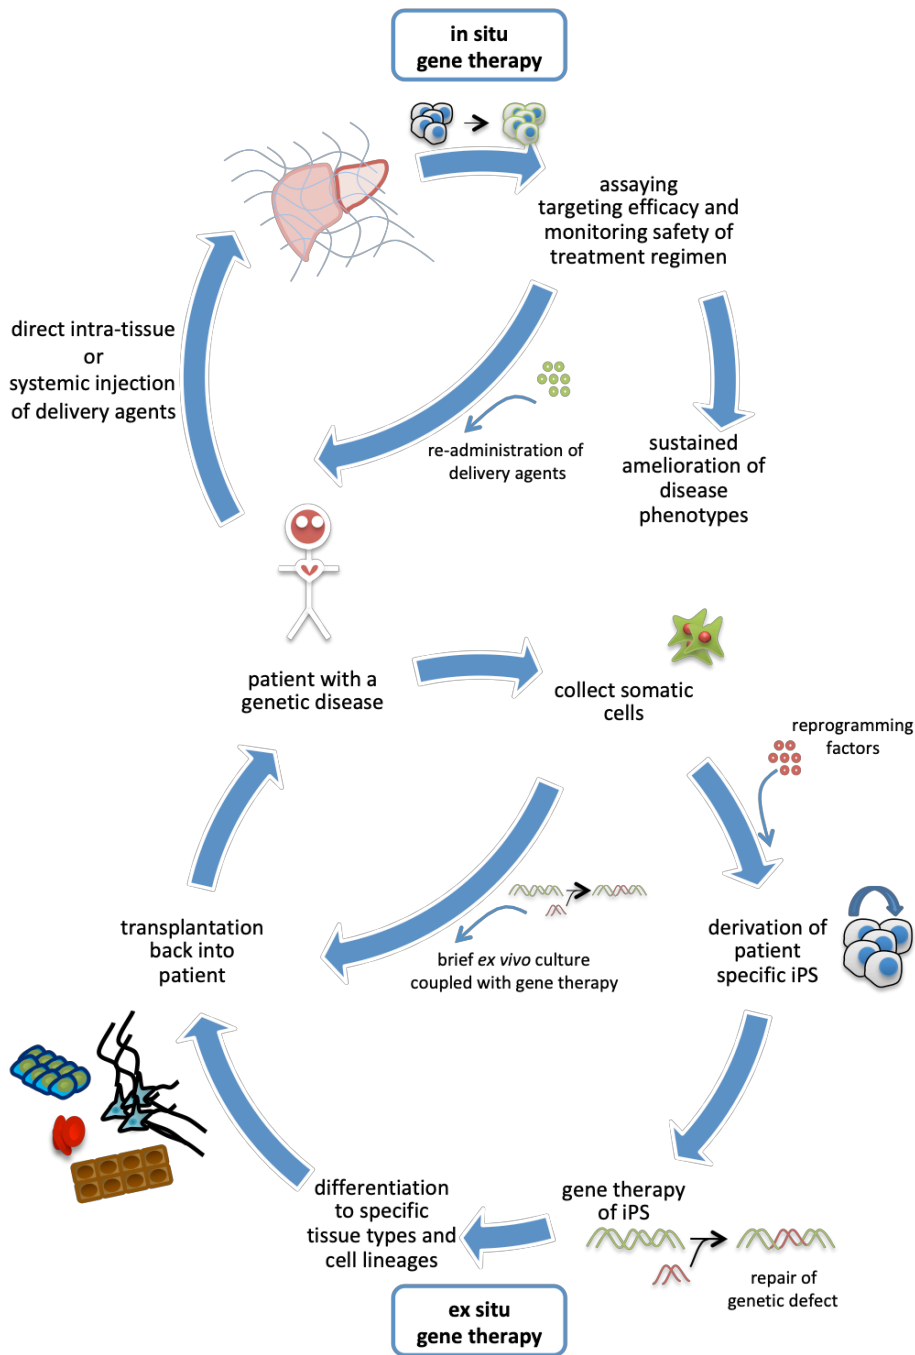 in situ
gene therapy
assaying
targeting efficacy and
monitoring safety of
treatment regimen
direct intra-tissue
or
systemic injection
of delivery agents
re-administration of
delivery agents
sustained
amelioration of
disease
phenotypes
patient with a
genetic disease
collect somatic
cells
reprogramming
factors
transplantation
back into
patient
brief ex vivo culture
coupled with gene therapy
derivation of
patient
specific iPS
gene therapy
of iPS
repair of
genetic defect
differentiation
to specific
tissue types and
cell lineages
ex situ
gene therapy